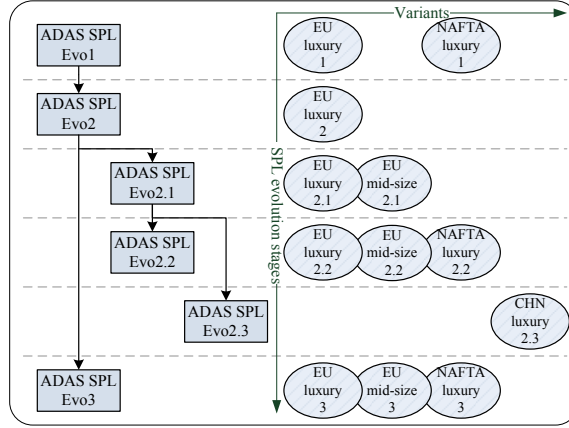 Variants
SPL evolution stages
ADAS SPL
Evo1
EU
luxury
1
NAFTA
luxury
1
ADAS SPL
Evo2
EU
luxury
2
ADAS SPL
Evo2.1
EU
luxury
2.1
EU
mid-size
2.1
ADAS SPL
Evo2.2
EU
luxury
2.2
EU
mid-size
2.2
NAFTA
luxury
2.2
ADAS SPL
Evo2.3
CHN
luxury
2.3
ADAS SPL
Evo3
EU
luxury
3
EU
mid-size
3
NAFTA
luxury
3